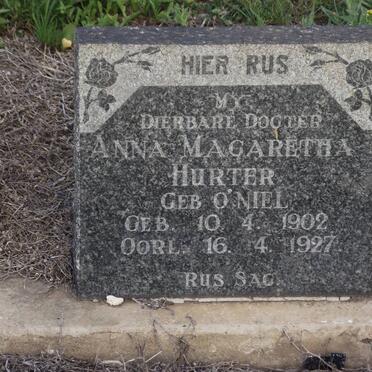 HIER RUS
MY
DIERBARE DOGTER
ANNA MAGARETHA
HURTER
GEB O'NIEL
GEB. 10. 4. 1902
OORL. 16. 4. 1927.
RUS SAG.